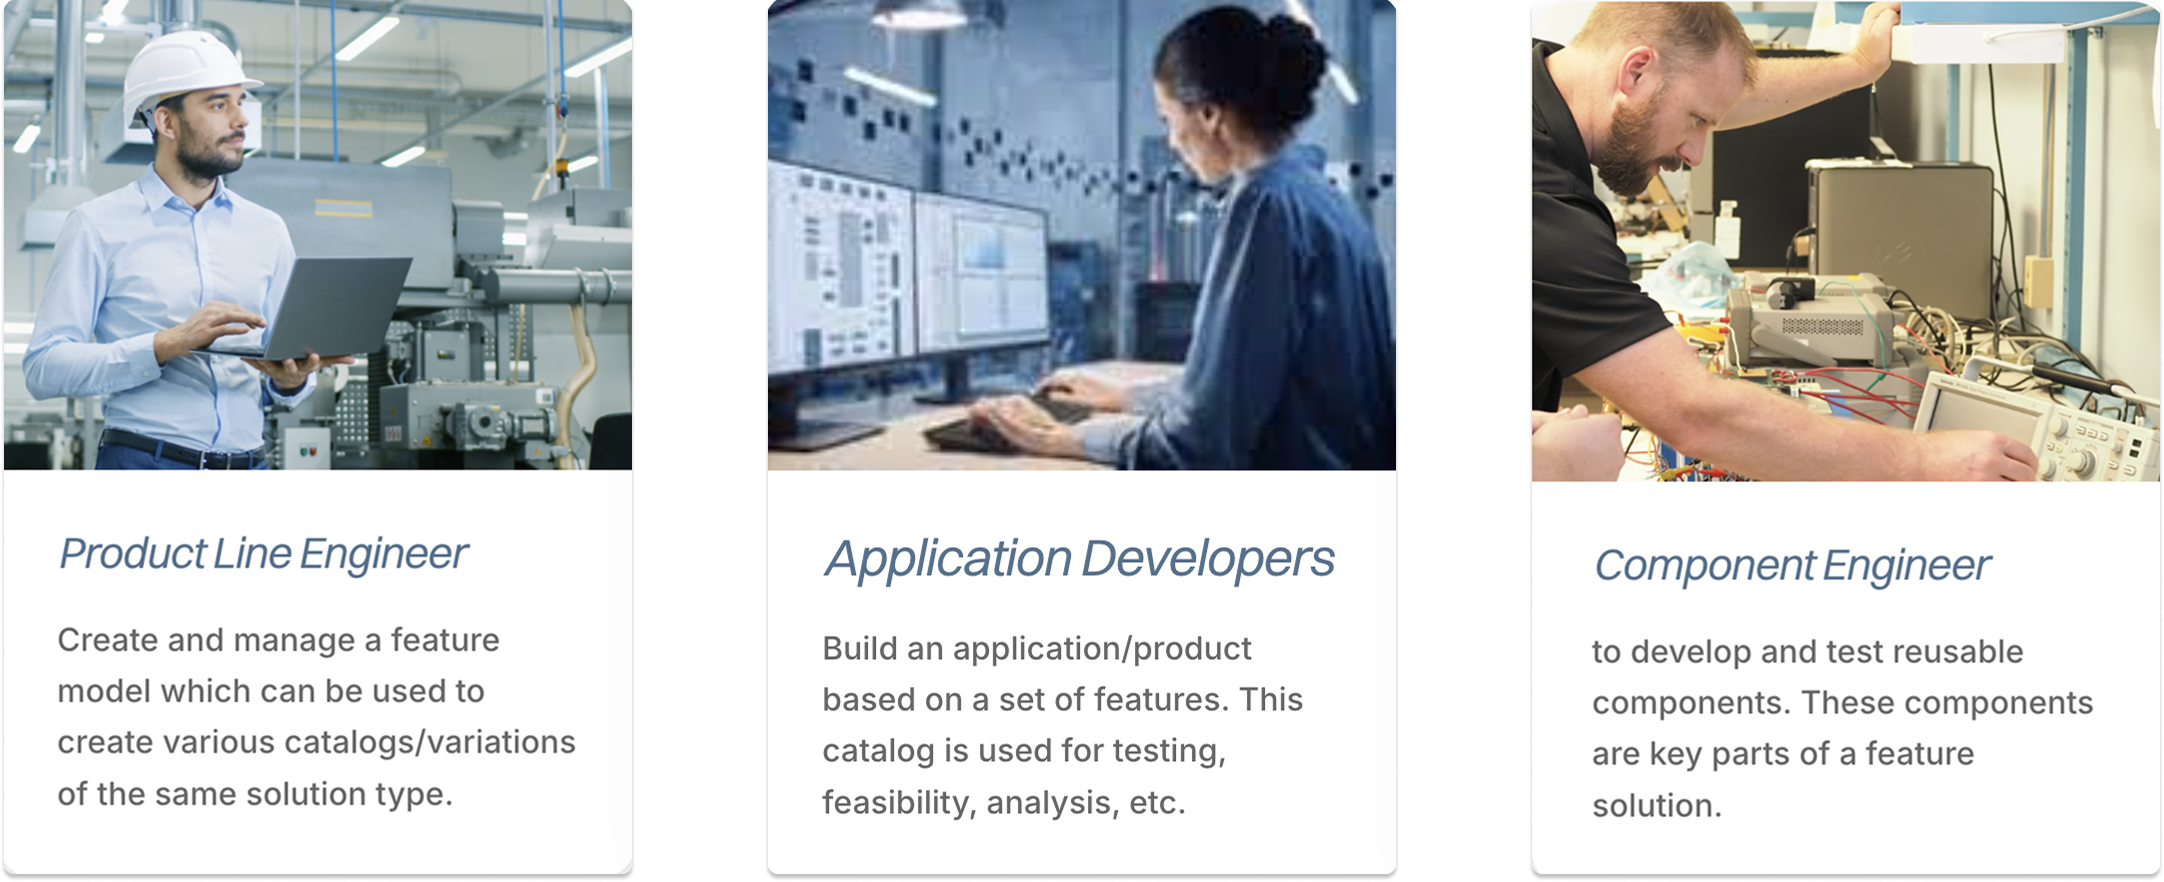 Product Line Engineer
Create and manage a feature
model which can be used to
create various catalogs/variations
of the same solution type.
Application Developers
Build an application/product
based on a set of features. This
catalog is used for testing,
feasibility, analysis, etc.
Component Engineer
to develop and test reusable
components. These components
are key parts of a feature
solution.